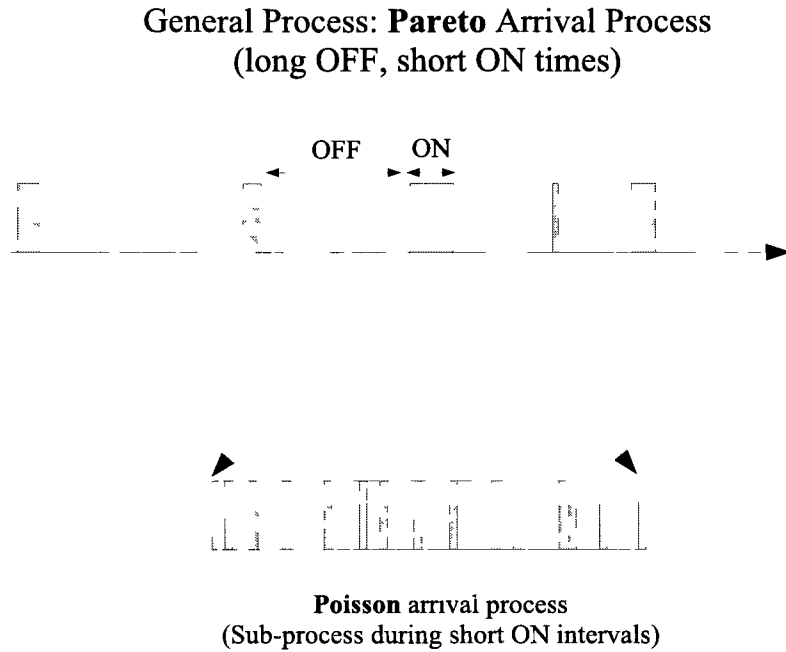 General Process: Pareto Arrival Process
(long OFF, short ON times)
OFF ON
Poisson arrival process
(Sub-process during short ON intervals)